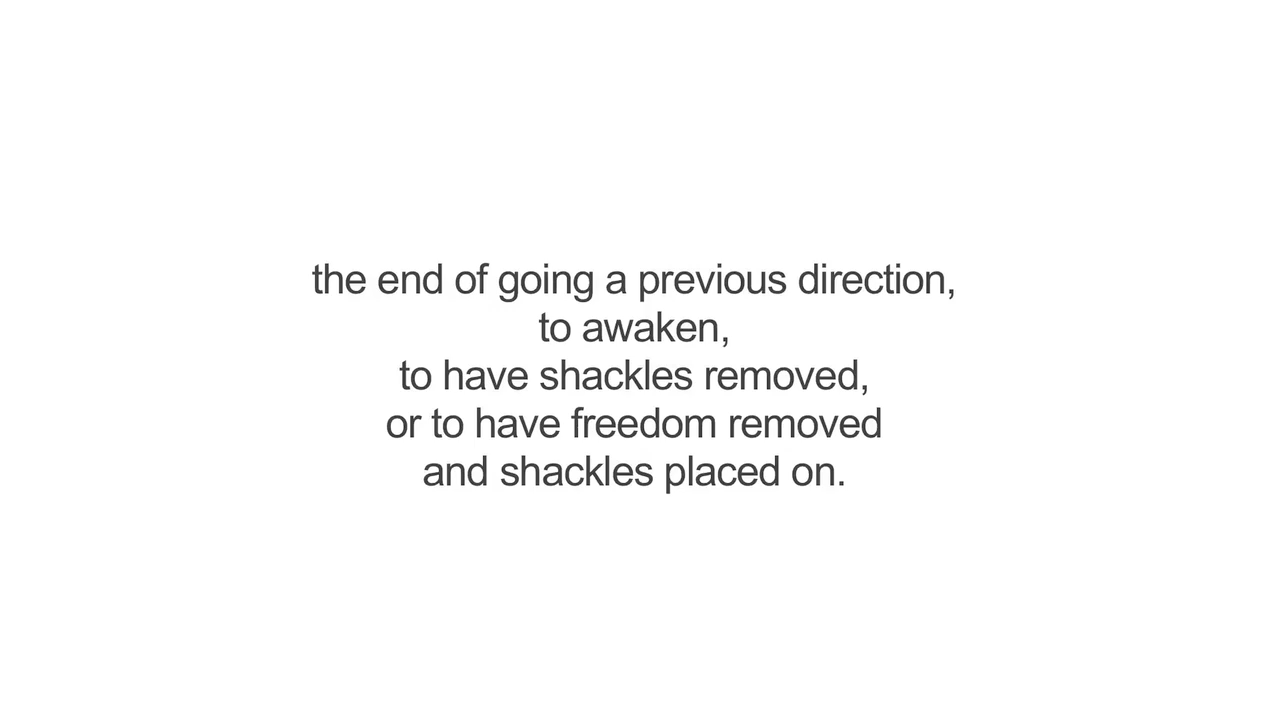 the end of going a previous direction,
to awaken,
to have shackles removed,
or to have freedom removed
and shackles placed on.